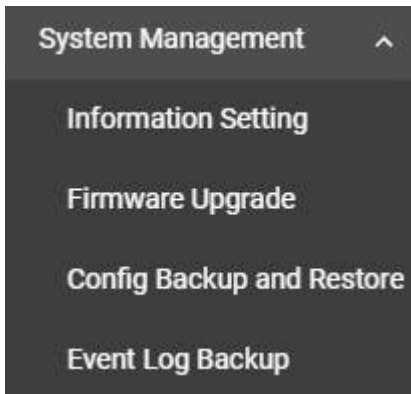 System Management
Information Setting
Firmware Upgrade
Config Backup and Restore
Event Log Backup